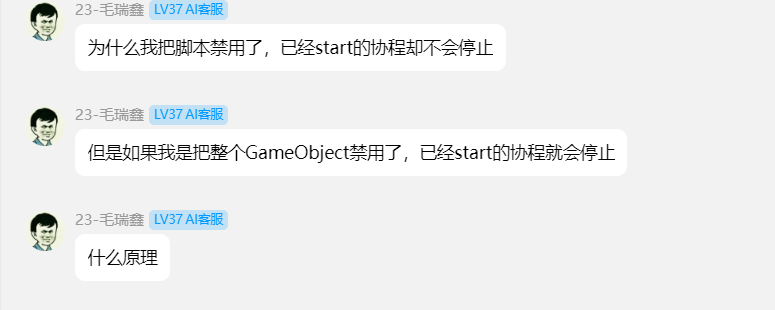 23-毛瑞鑫 LV37 AI客服
为什么我把脚本禁用了，已经start的协程却不会停止
23-毛瑞鑫 LV37 AI客服
但是如果我是把整个GameObject禁用了，已经start的协程就会停止
23-毛瑞鑫 LV37 AI客服
什么原理